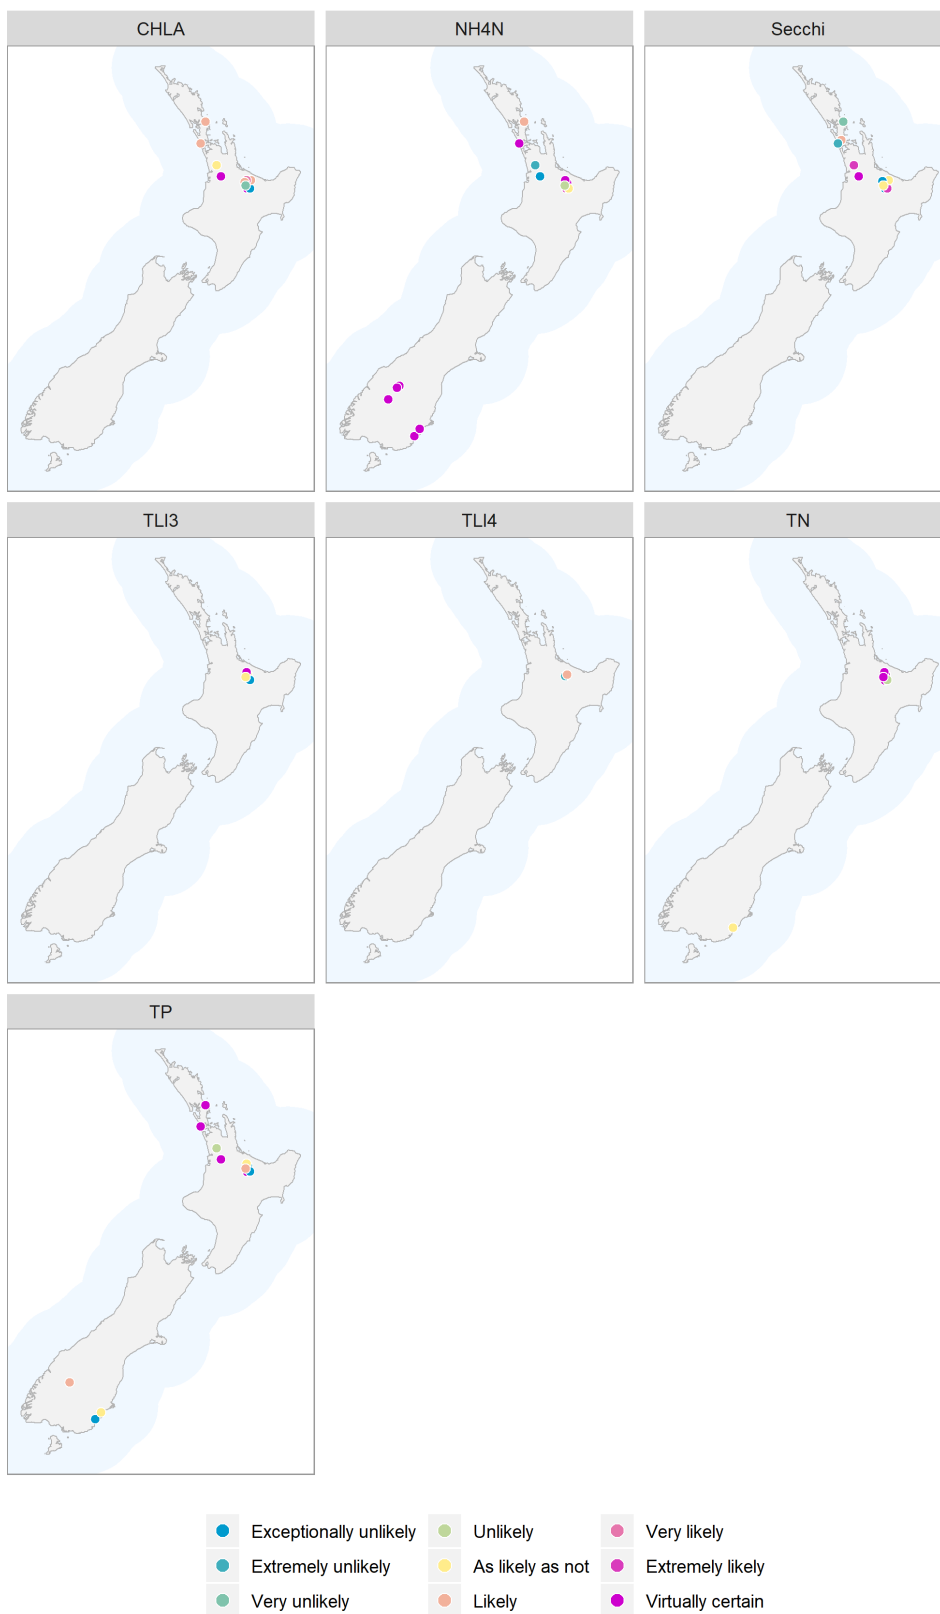 CHLA NH4N Secchi
TLI3 TLI4 TN
TP
Exceptionally unlikely Unlikely Very likely
Extremely unlikely As likely as not Extremely likely
Very unlikely Likely Virtually certain